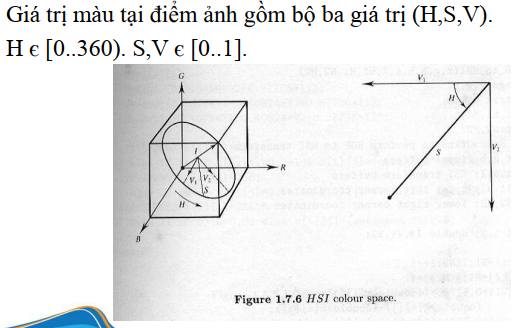 Giá trị màu tại điểm ảnh gồm bộ ba giá trị (H,S,V).
H є [0..360). S,V є [0..1].
G
I
R
V₁
V₂
S
H
B
V₁
H
S
V₂
Figure 1.7.6 HSI colour space.